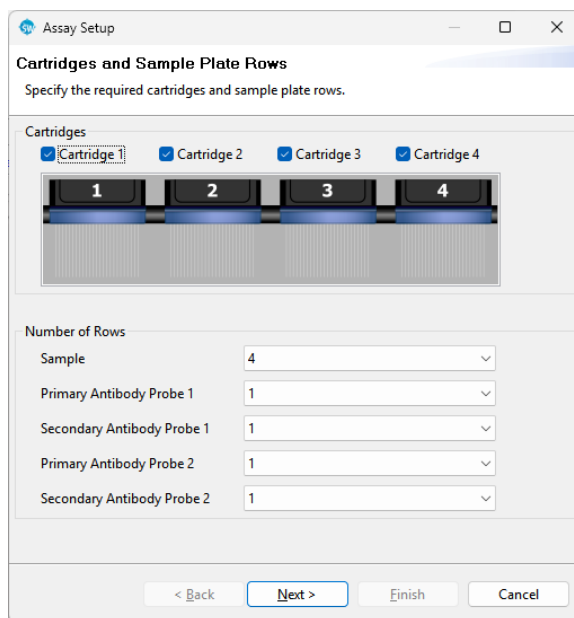 SW Assay Setup
Cartridges and Sample Plate Rows
Specify the required cartridges and sample plate rows.
Cartridges
Cartridge 1 Cartridge 2 Cartridge 3 Cartridge 4
1 2 3 4
Number of Rows
Sample 4
Primary Antibody Probe 1 1
Secondary Antibody Probe 1 1
Primary Antibody Probe 2 1
Secondary Antibody Probe 2 1
< Back Next > Finish Cancel